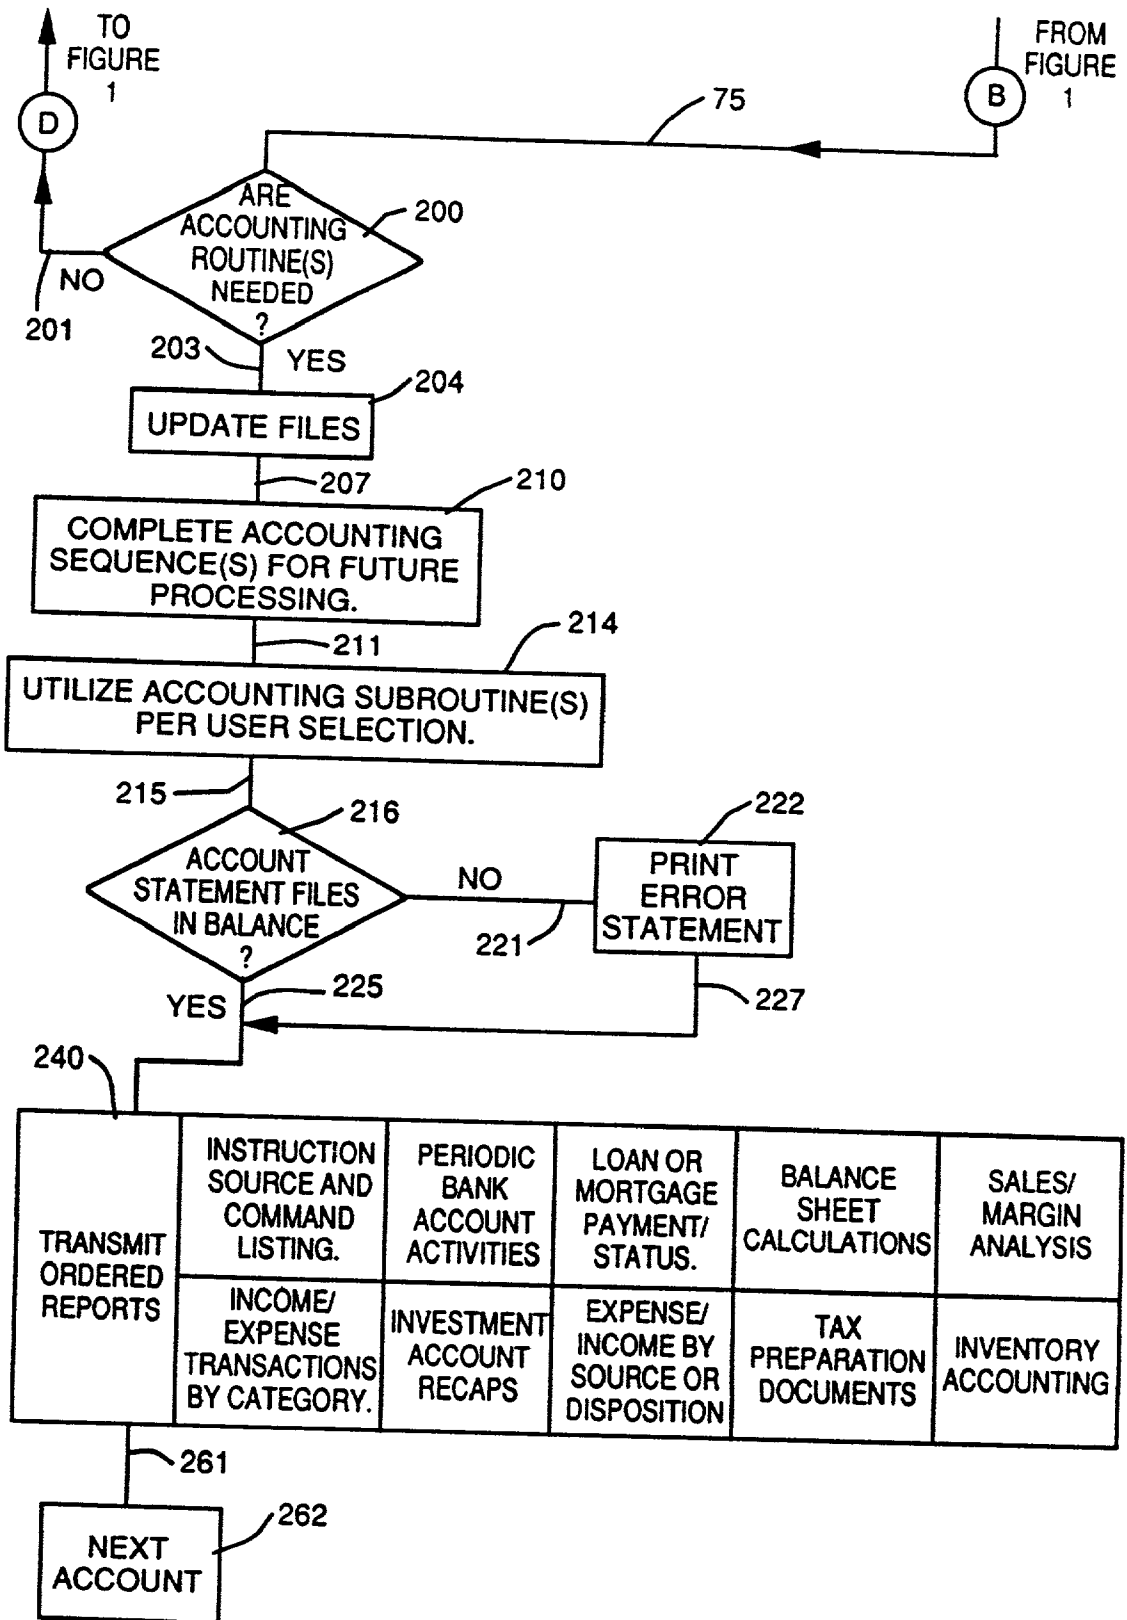 TO
FIGURE
1
D
FROM
FIGURE
1
B
75
ARE
ACCOUNTING
ROUTINE(S)
NEEDED
?
200
NO
201
203
YES
204
UPDATE FILES
207
210
COMPLETE ACCOUNTING
SEQUENCE(S) FOR FUTURE
PROCESSING.
211
214
UTILIZE ACCOUNTING SUBROUTINE(S)
PER USER SELECTION.
215
216
ACCOUNT
STATEMENT FILES
IN BALANCE
?
NO
221
222
PRINT
ERROR
STATEMENT
YES
225
227
240
TRANSMIT
ORDERED
REPORTS
INSTRUCTION
SOURCE AND
COMMAND
LISTING.
PERIODIC
BANK
ACCOUNT
ACTIVITIES
LOAN OR
MORTGAGE
PAYMENT/
STATUS.
BALANCE
SHEET
CALCULATIONS
SALES/
MARGIN
ANALYSIS
INCOME/
EXPENSE
TRANSACTIONS
BY CATEGORY.
INVESTMENT
ACCOUNT
RECAPS
EXPENSE/
INCOME BY
SOURCE OR
DISPOSITION
TAX
PREPARATION
DOCUMENTS
INVENTORY
ACCOUNTING
261
262
NEXT
ACCOUNT